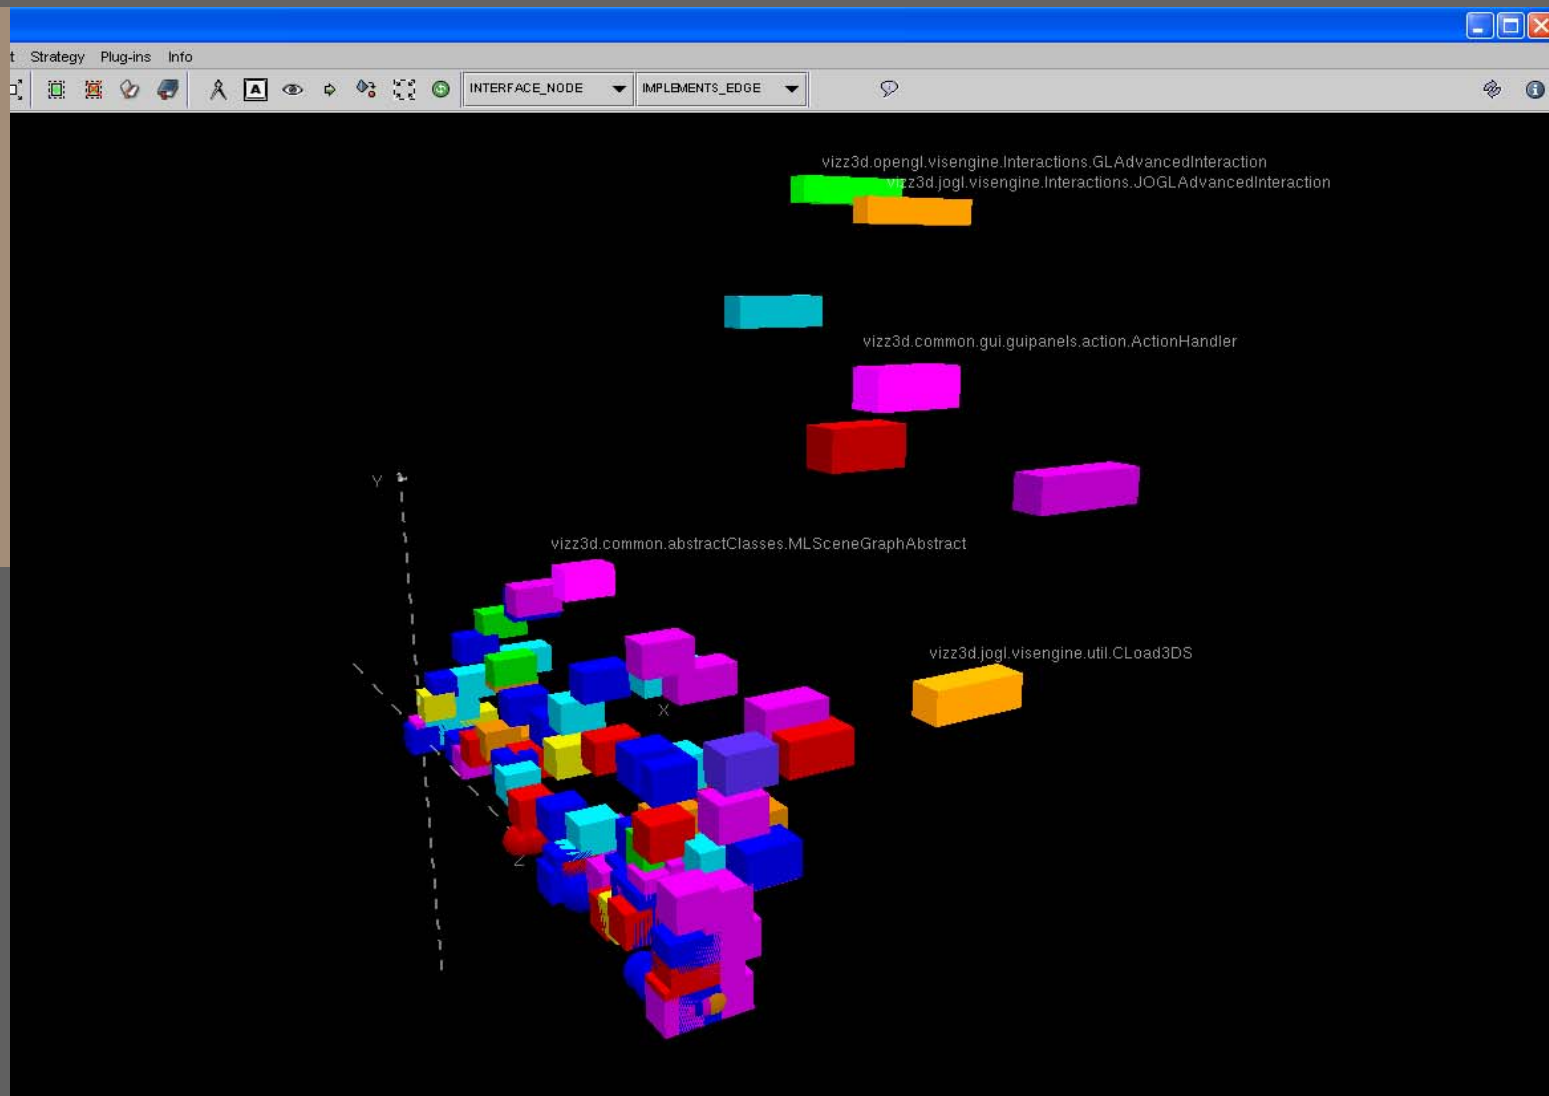 t Strategy Plug-ins Info
A INTERFACE_NODE IMPLEMENTS_EDGE
vizz3d.opengl.visengine.Interactions.GLAdvancedInteraction
vizz3d.jogl.visengine.Interactions.JOGLAdvancedInteraction
vizz3d.common.gui.guipanels.action.ActionHandler
Y
vizz3d.common.abstractClasses.MLSceneGraphAbstract
vizz3d.jogl.visengine.util.CLoad3DS
X
Z